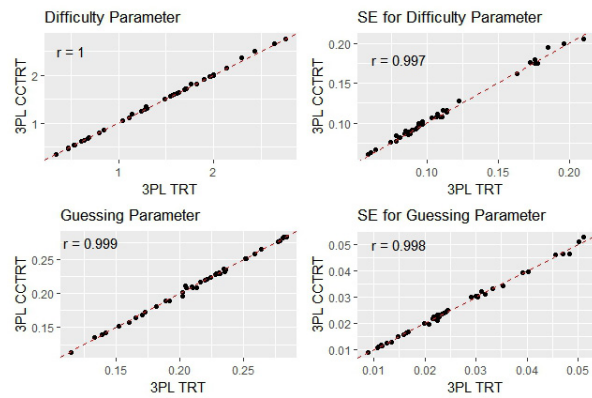 Difficulty Parameter
r = 1
2
1
3PL CCTRT
1 2
3PL TRT
SE for Difficulty Parameter
r = 0.997
0.20
0.15
0.10
3PL CCTRT
0.10 0.15 0.20
3PL TRT
Guessing Parameter
r = 0.999
0.25
0.20
0.15
3PL CCTRT
0.15 0.20 0.25
3PL TRT
SE for Guessing Parameter
r = 0.998
0.05
0.04
0.03
0.02
0.01
3PL CCTRT
0.01 0.02 0.03 0.04 0.05
3PL TRT